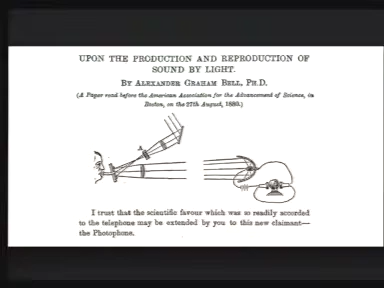 UPON THE PRODUCTION AND REPRODUCTION OF
SOUND BY LIGHT.
BY ALEXANDER GRAHAM BELL, PH.D.
(A Paper read before the American Association for the Advancement of Science, in
Boston, on the 27th August, 1880.)
A
I trust that the scientific favour which was so readily accorded
to the telephone may be extended by you to this new claimant—
the Photophone.